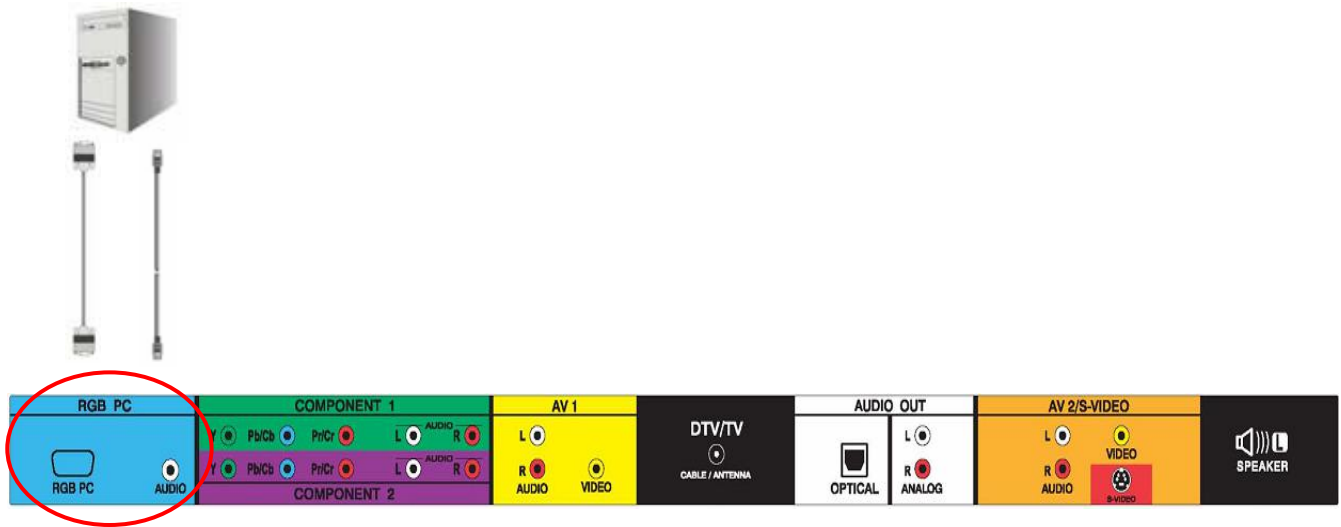 RGB PC
RGB PC
AUDIO
COMPONENT 1
Y Pb/Cb Pr/Cr L AUDIO R
Y Pb/Cb Pr/Cr L AUDIO R
COMPONENT 2
AV 1
L
R
AUDIO VIDEO
DTV/TV
CABLE / ANTENNA
AUDIO OUT
OPTICAL
L
R
ANALOG
AV 2/S-VIDEO
L
R
AUDIO
VIDEO
S-VIDEO
L
SPEAKER